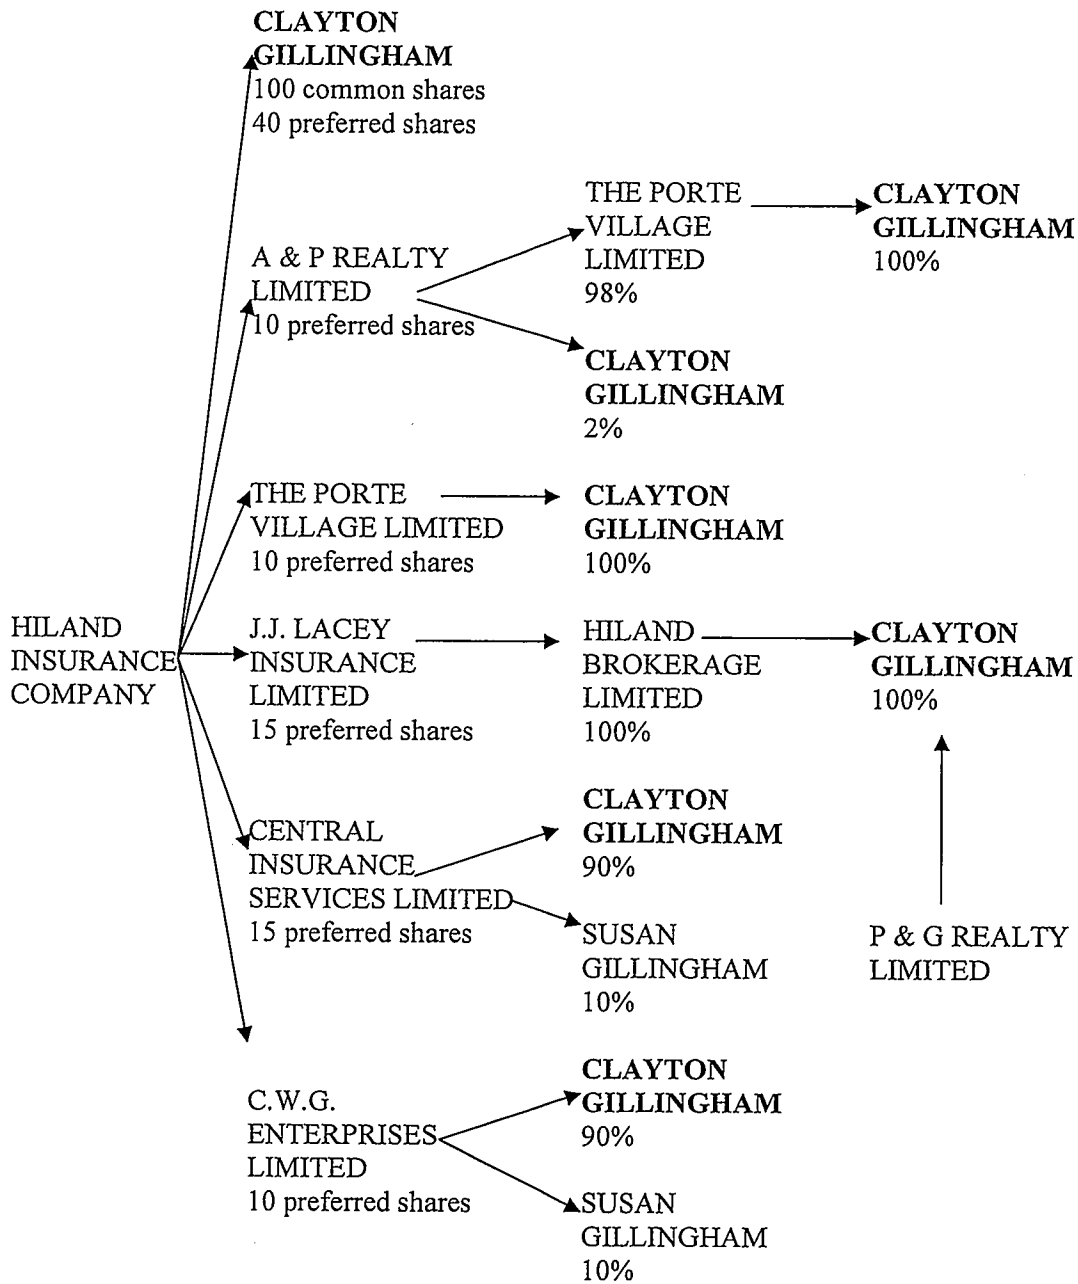 CLAYTON
GILLINGHAM
100 common shares
40 preferred shares
A & P REALTY
LIMITED
10 preferred shares
THE PORTE
VILLAGE
LIMITED
98%
CLAYTON
GILLINGHAM
100%
CLAYTON
GILLINGHAM
2%
THE PORTE
VILLAGE LIMITED
10 preferred shares
CLAYTON
GILLINGHAM
100%
HILAND
INSURANCE
COMPANY
J.J. LACEY
INSURANCE
LIMITED
15 preferred shares
HILAND
BROKERAGE
LIMITED
100%
CLAYTON
GILLINGHAM
100%
CENTRAL
INSURANCE
SERVICES LIMITED
15 preferred shares
CLAYTON
GILLINGHAM
90%
SUSAN
GILLINGHAM
10%
P & G REALTY
LIMITED
C.W.G.
ENTERPRISES
LIMITED
10 preferred shares
CLAYTON
GILLINGHAM
90%
SUSAN
GILLINGHAM
10%